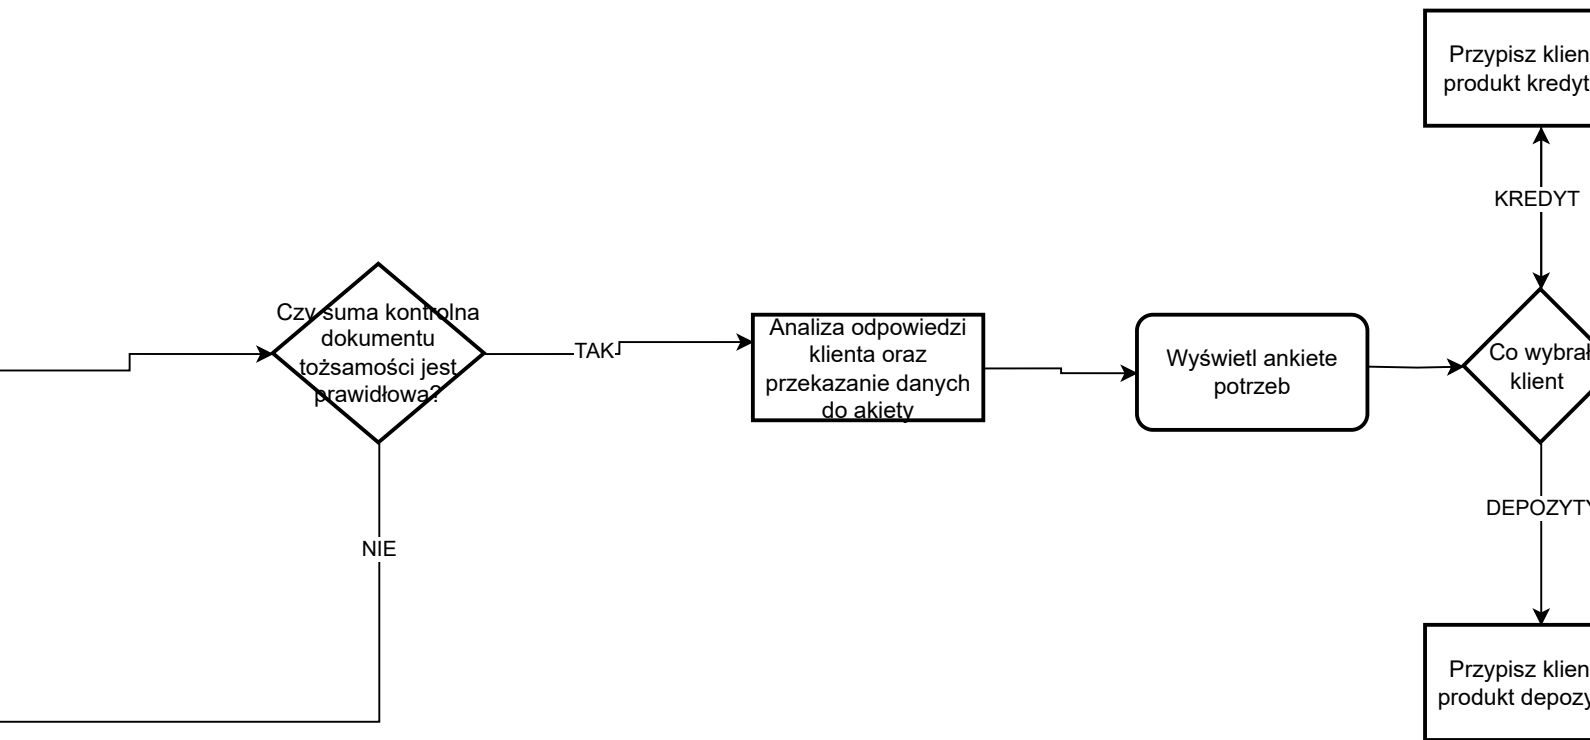 Czy suma kontrolna
dokumentu
tożsamości jest
prawidłowa?
NIE
TAK
Analiza odpowiedzi
klienta oraz
przekazanie danych
do akiety
Wyświetl ankiete
potrzeb
Co wybrał
klient
KREDYT
Przypisz klien
produkt kredyt
DEPOZYTY
Przypisz klien
produkt depozy